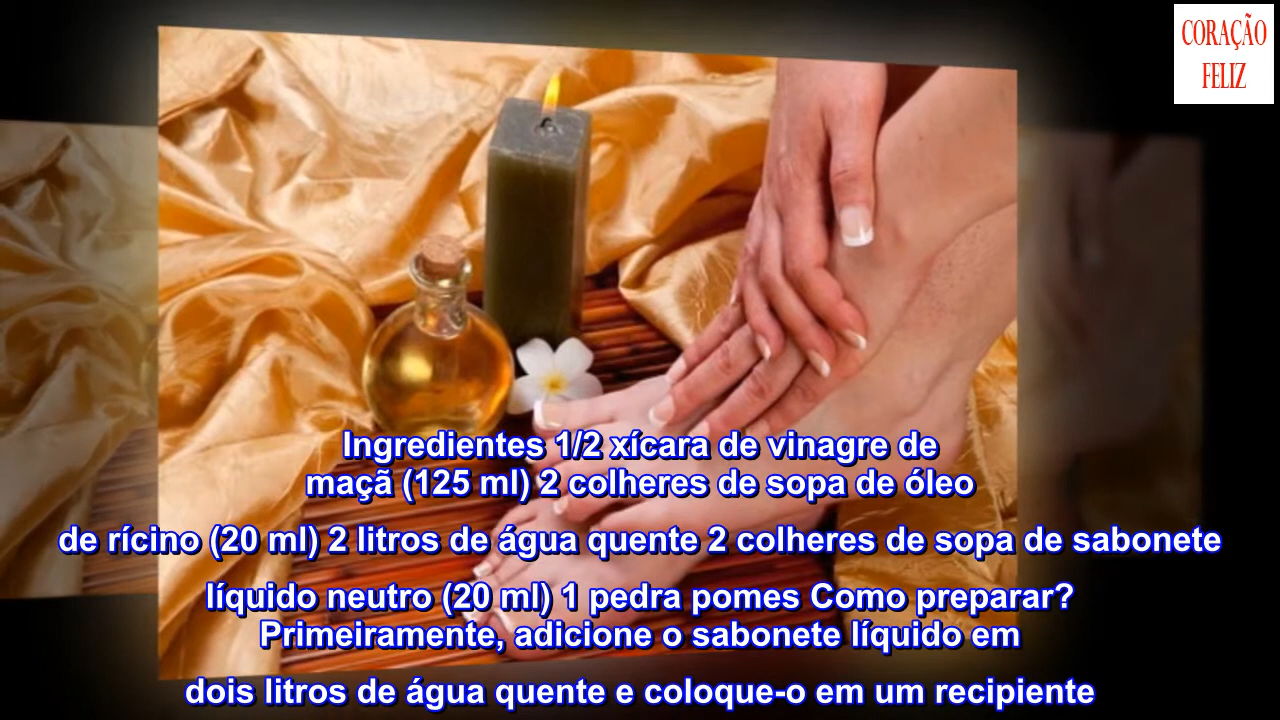 CORAÇÃO
FELIZ
Ingredientes 1/2 xícara de vinagre de
maçã (125 ml) 2 colheres de sopa de óleo
de rícino (20 ml) 2 litros de água quente 2 colheres de sopa de sabonete
líquido neutro (20 ml) 1 pedra pomes Como preparar?
Primeiramente, adicione o sabonete líquido em
dois litros de água quente e coloque-o em um recipiente